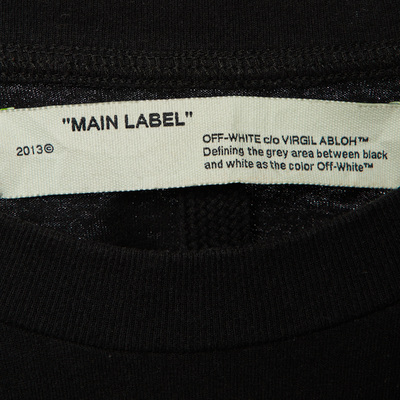 "MAIN LABEL"
2013©
OFF-WHITE c/o VIRGIL ABLOH™
Defining the grey area between black
and white as the color Off-White™